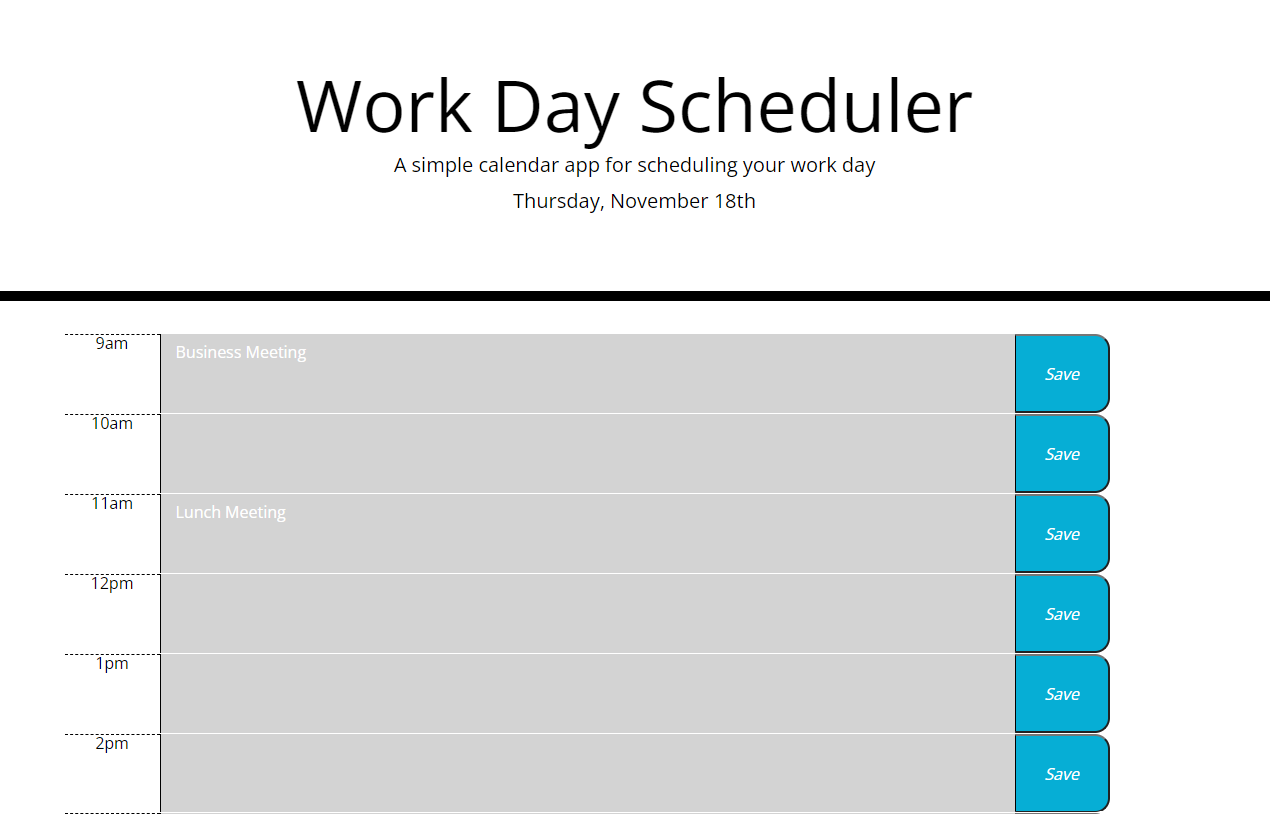 Work Day Scheduler
A simple calendar app for scheduling your work day
Thursday, November 18th
9am
Business Meeting
Save
10am
Save
11am
Lunch Meeting
Save
12pm
Save
1pm
Save
2pm
Save